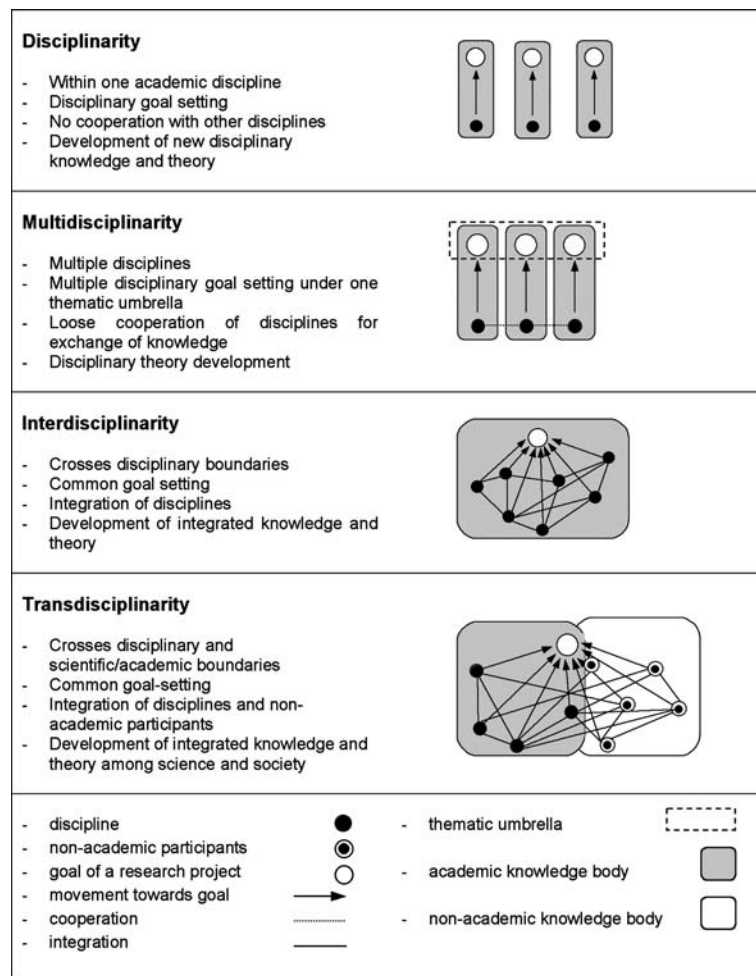 Disciplinarity
- Within one academic discipline
- Disciplinary goal setting
- No cooperation with other disciplines
- Development of new disciplinary
knowledge and theory
Multidisciplinarity
- Multiple disciplines
- Multiple disciplinary goal setting under one
thematic umbrella
- Loose cooperation of disciplines for
exchange of knowledge
- Disciplinary theory development
Interdisciplinarity
- Crosses disciplinary boundaries
- Common goal setting
- Integration of disciplines
- Development of integrated knowledge and
theory
Transdisciplinarity
- Crosses disciplinary and
scientific/academic boundaries
- Common goal-setting
- Integration of disciplines and non-
academic participants
- Development of integrated knowledge and
theory among science and society
- discipline
- non-academic participants
- goal of a research project
- movement towards goal
- cooperation
- integration
- thematic umbrella
- academic knowledge body
- non-academic knowledge body